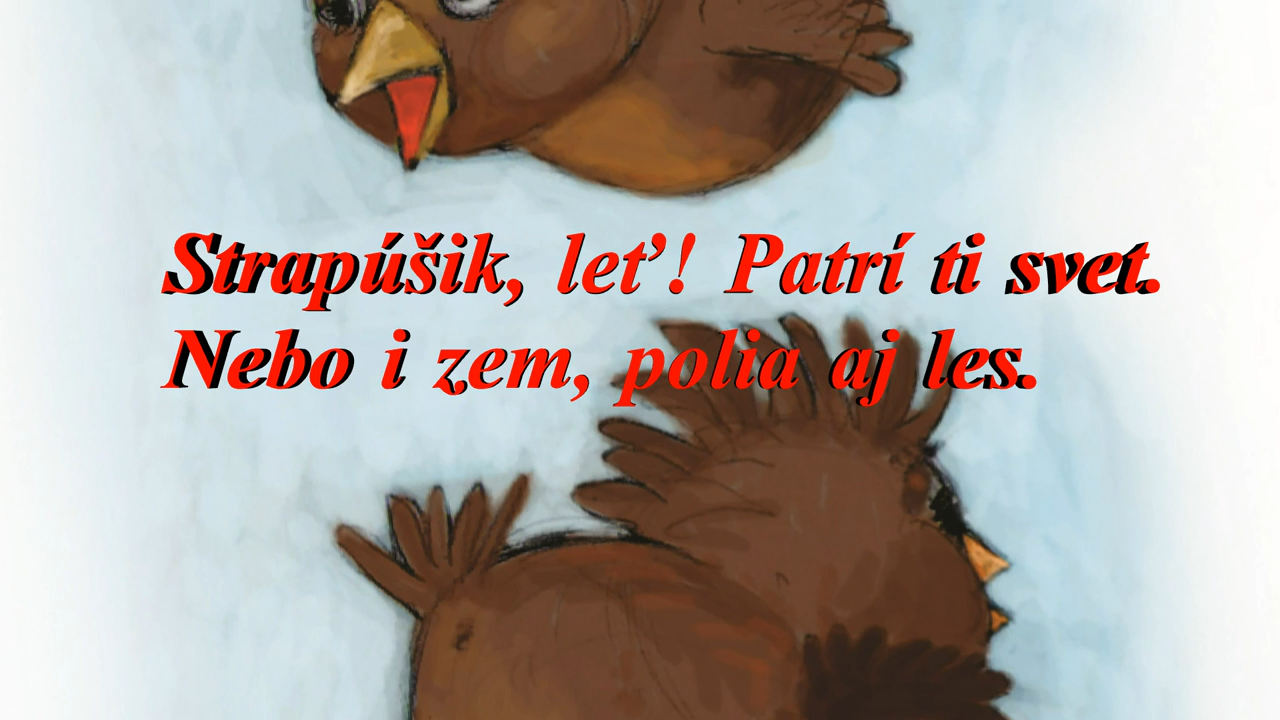 Strapúšik, leť! Patrí ti svet.
Nebo i zem, polia aj les.